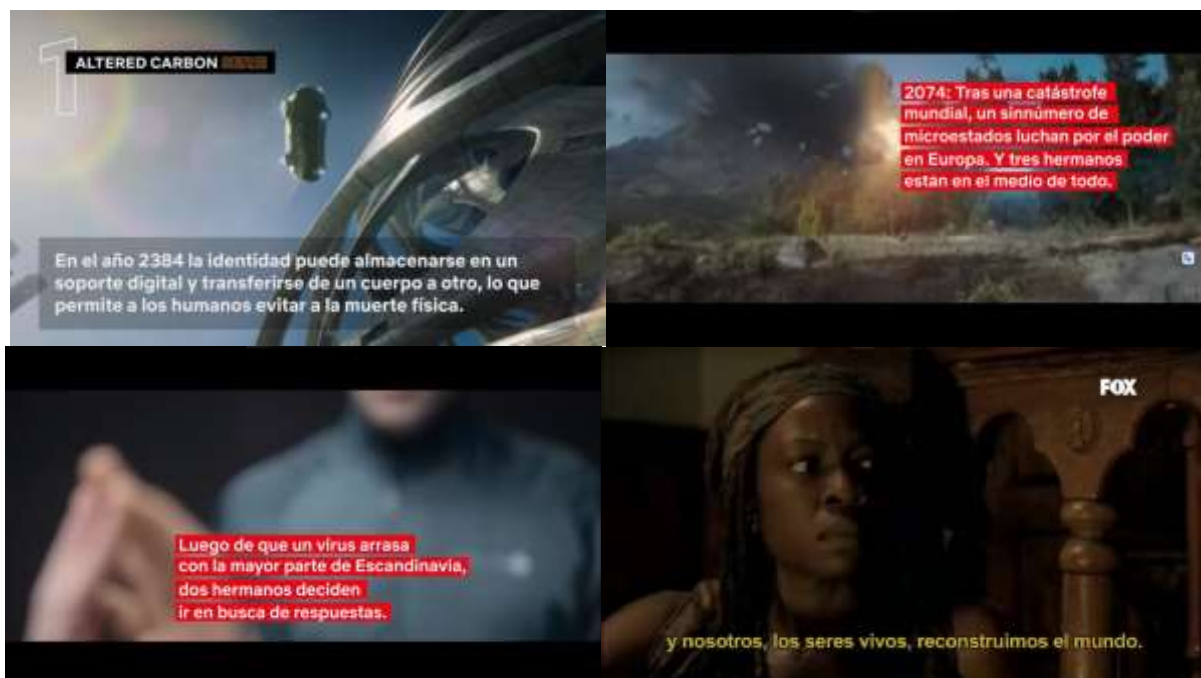 1
ALTERED CARBON
En el año 2384 la identidad puede almacenarse en un
soporte digital y transferirse de un cuerpo a otro, lo que
permite a los humanos evitar a la muerte física.
2074: Tras una catástrofe
mundial, un sinnúmero de
microestados luchan por el poder
en Europa. Y tres hermanos
están en el medio de todo.
Luego de que un virus arrasa
con la mayor parte de Escandinavia,
dos hermanos deciden
ir en busca de respuestas.
FOX
y nosotros, los seres vivos, reconstruimos el mundo.